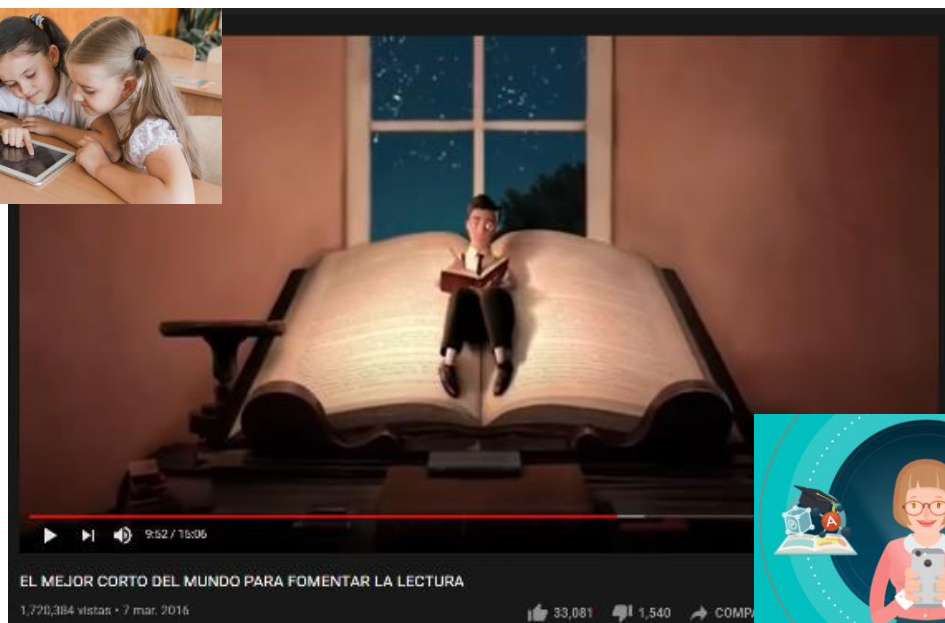 9:52 / 15:06
EL MEJOR CORTO DEL MUNDO PARA FOMENTAR LA LECTURA
1,720,384 vistas • 7 mar. 2016
33,081 1,540 COMPA
A